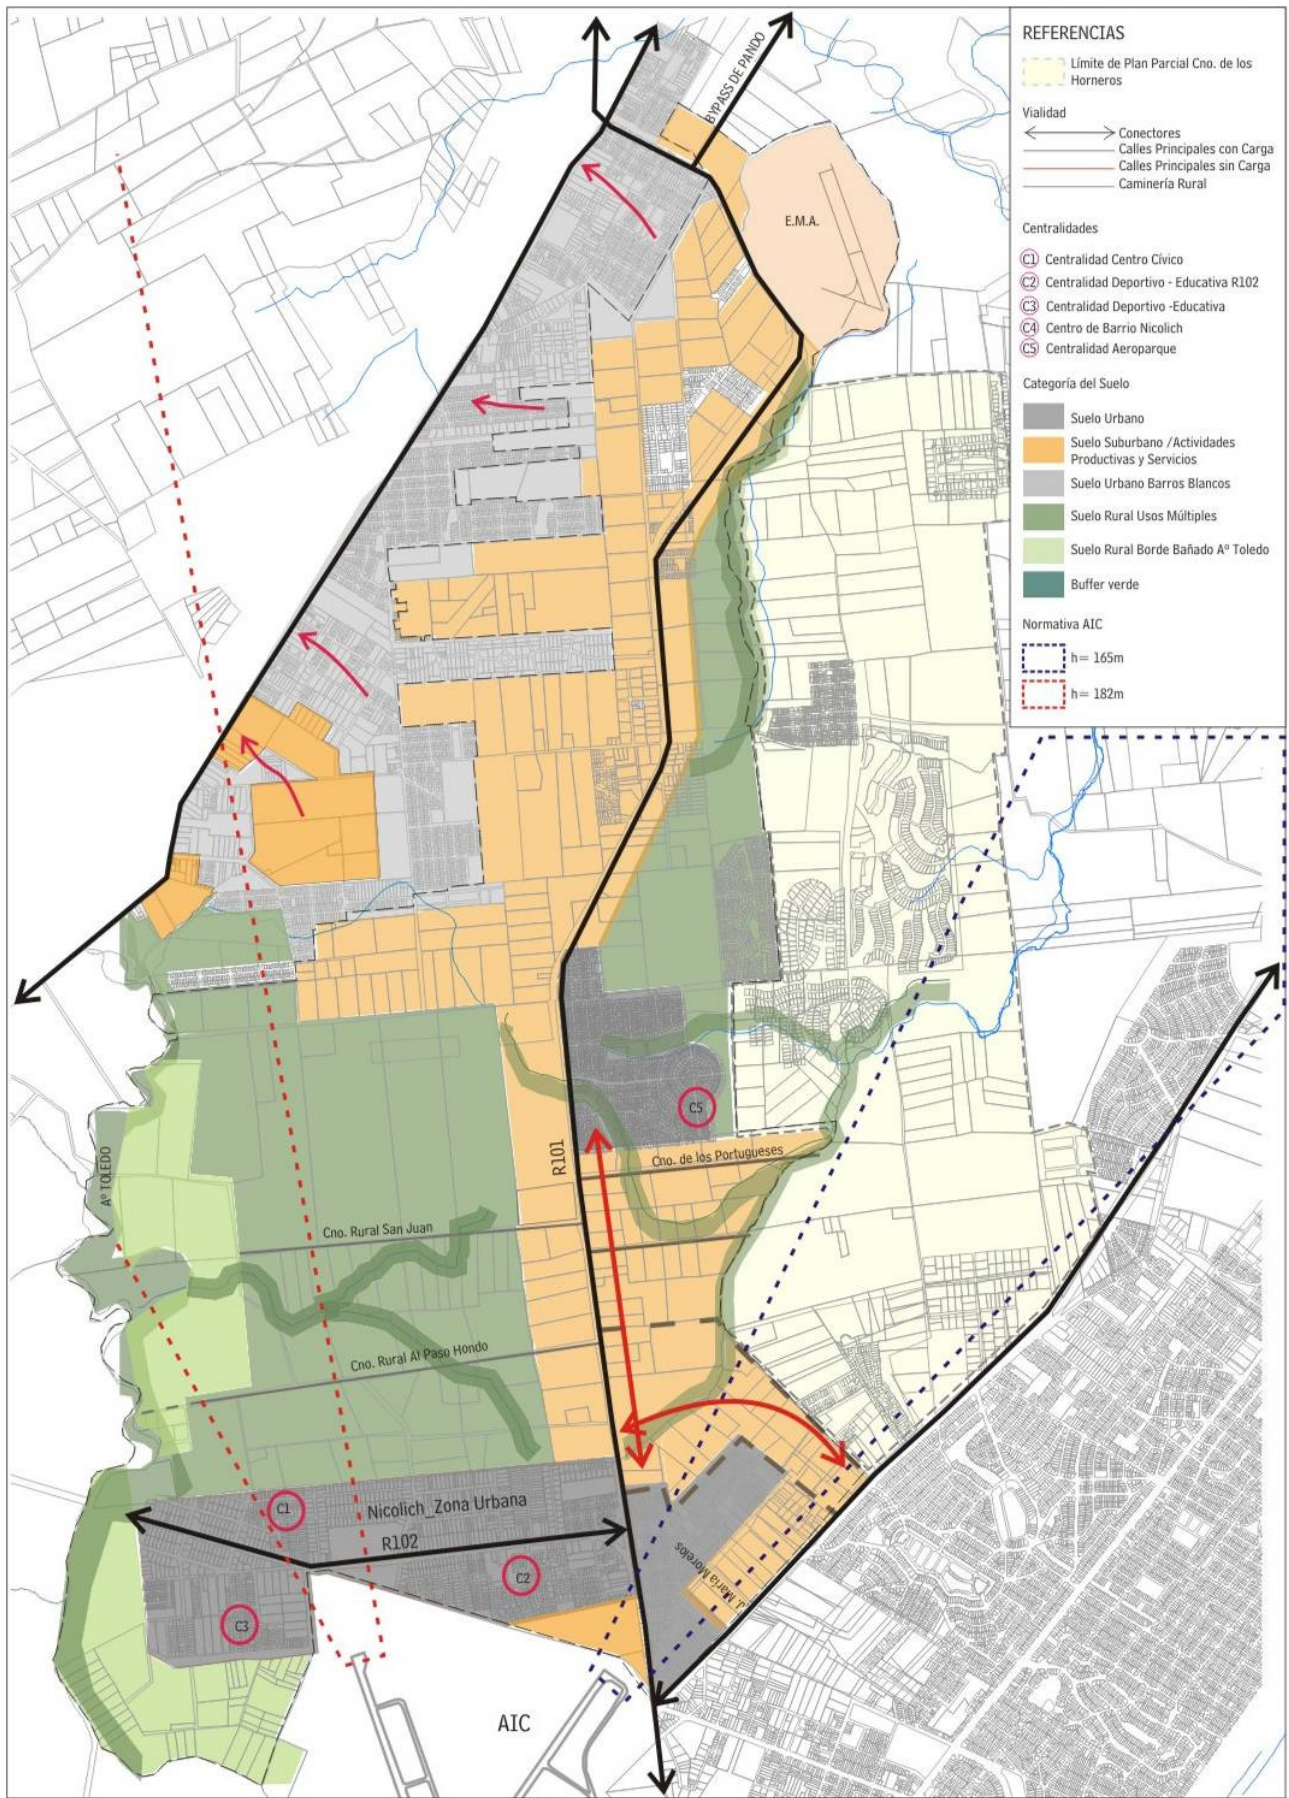 REFERENCIAS
Límite de Plan Parcial Cno. de los
Horneros
Vialidad
Conectores
Calles Principales con Carga
Calles Principales sin Carga
Caminería Rural
Centralidades
C1 Centralidad Centro Cívico
C2 Centralidad Deportivo - Educativa R102
C3 Centralidad Deportivo -Educativa
C4 Centro de Barrio Nicolich
C5 Centralidad Aeroparque
Categoría del Suelo
Suelo Urbano
Suelo Suburbano /Actividades
Productivas y Servicios
Suelo Urbano Barros Blancos
Suelo Rural Usos Múltiples
Suelo Rural Borde Bañado Aº Toledo
Buffer verde
Normativa AIC
h= 165m
h= 182m
BYPASS DE PANDO
E.M.A.
C5
Cno. de los Portugueses
R101
Aº TOLEDO
Cno. Rural San Juan
Cno. Rural Al Paso Hondo
C1
Nicolich_Zona Urbana
R102
C2
J. María Morelos
C3
AIC